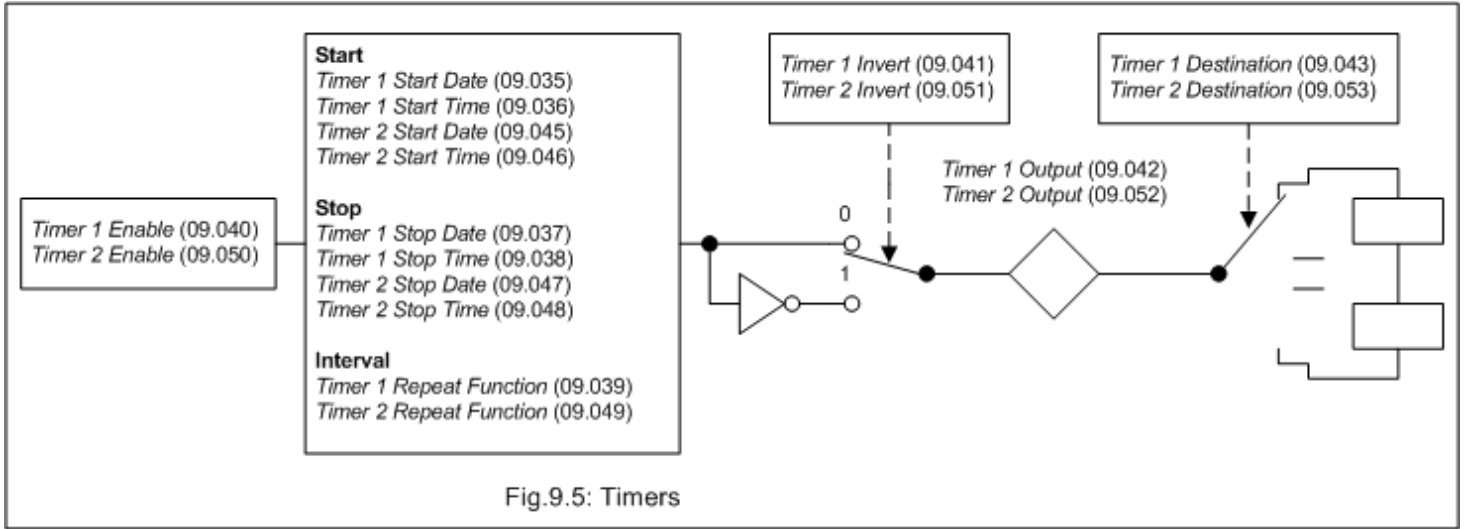 Timer 1 Enable (09.040)
Timer 2 Enable (09.050)
Start
Timer 1 Start Date (09.035)
Timer 1 Start Time (09.036)
Timer 2 Start Date (09.045)
Timer 2 Start Time (09.046)
Stop
Timer 1 Stop Date (09.037)
Timer 1 Stop Time (09.038)
Timer 2 Stop Date (09.047)
Timer 2 Stop Time (09.048)
Interval
Timer 1 Repeat Function (09.039)
Timer 2 Repeat Function (09.049)
Timer 1 Invert (09.041)
Timer 2 Invert (09.051)
0
1
Timer 1 Output (09.042)
Timer 2 Output (09.052)
Timer 1 Destination (09.043)
Timer 2 Destination (09.053)
Fig.9.5: Timers